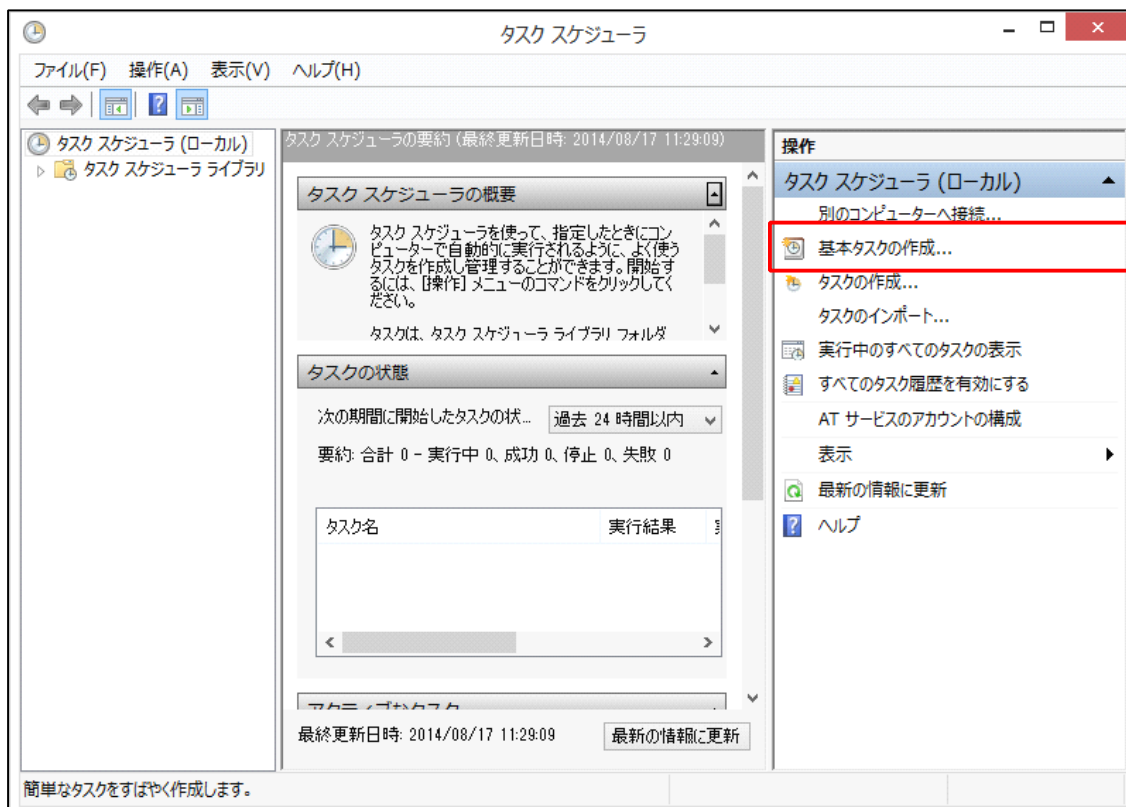 タスク スケジューラ
ファイル(F) 操作(A) 表示(V) ヘルプ(H)
タスク スケジューラ (ローカル)
タスク スケジューラ ライブラリ
タスク スケジューラの要約 (最終更新日時: 2014/08/17 11:29:09)
タスク スケジューラの概要
タスク スケジューラを使って、指定したときにコン
ピューターで自動的に実行されるように、よく使う
タスクを作成し管理することができます。開始す
るには、[操作] メニューのコマンドをクリックしてく
ださい。
タスクは、タスク スケジューラ ライブラリ フォルダ
タスクの状態
次の期間に開始したタスクの状... 過去 24 時間以内
要約: 合計 0 - 実行中 0、成功 0、停止 0、失敗 0
タスク名 実行結果
アクティブなタスク
最終更新日時: 2014/08/17 11:29:09 最新の情報に更新
操作
タスク スケジューラ (ローカル)
別のコンピューターへ接続...
基本タスクの作成...
タスクの作成...
タスクのインポート...
実行中のすべてのタスクの表示
すべてのタスク履歴を有効にする
AT サービスのアカウントの構成
表示
最新の情報に更新
ヘルプ
簡単なタスクをすばやく作成します。